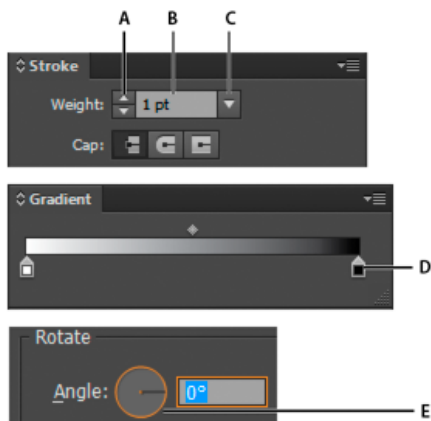 A B C
Stroke
Weight: 1 pt
Cap:
Gradient
D
Rotate
Angle: 0°
E